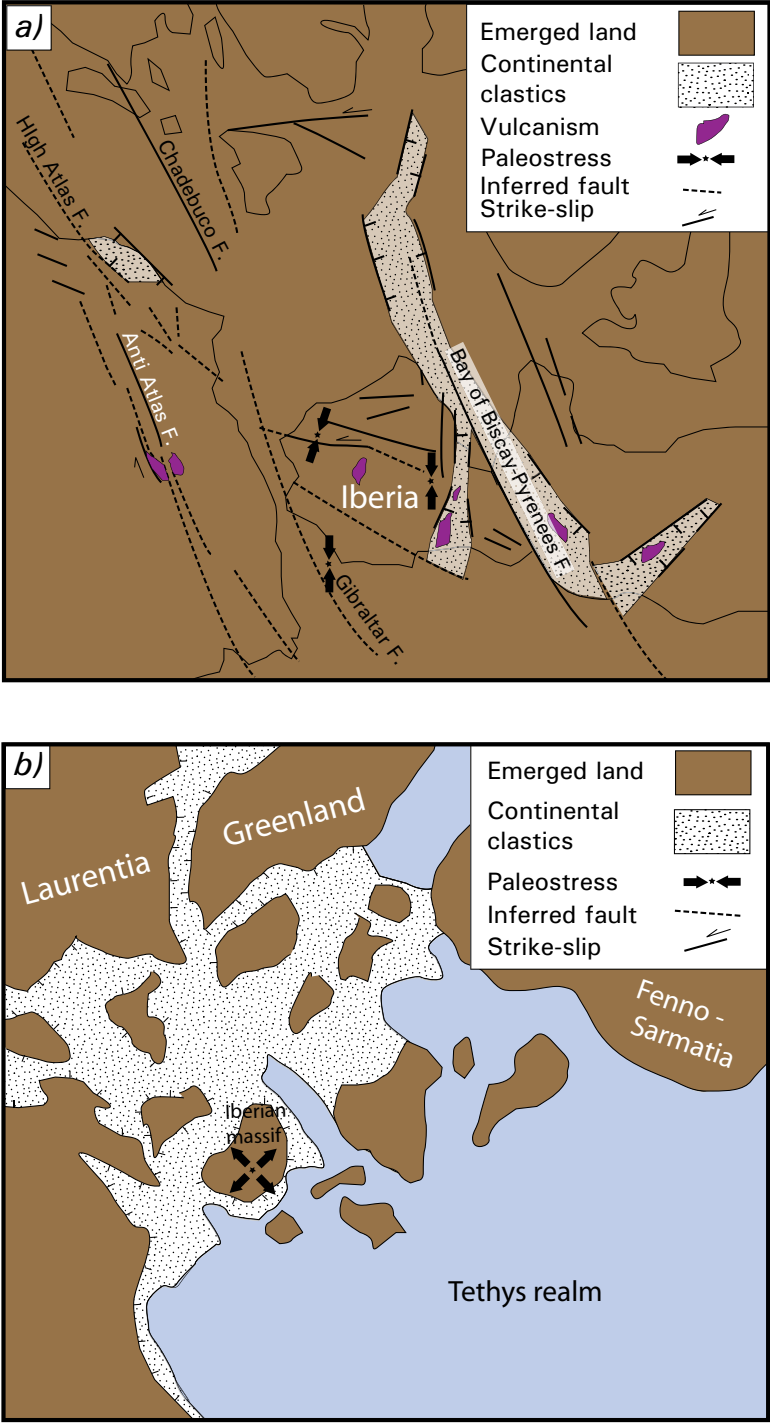 a)
Emerged land
Continental
clastics
Vulcanism
Paleostress
Inferred fault
Strike-slip
HIgh Atlas F.
Chadebuco F.
Anti Atlas F.
Bay of Biscay-Pyrenees F.
Iberia
Gibraltar F.
b)
Emerged land
Continental
clastics
Paleostress
Inferred fault
Strike-slip
Laurentia
Greenland
Fenno -
Sarmatia
Iberian
massif
Tethys realm